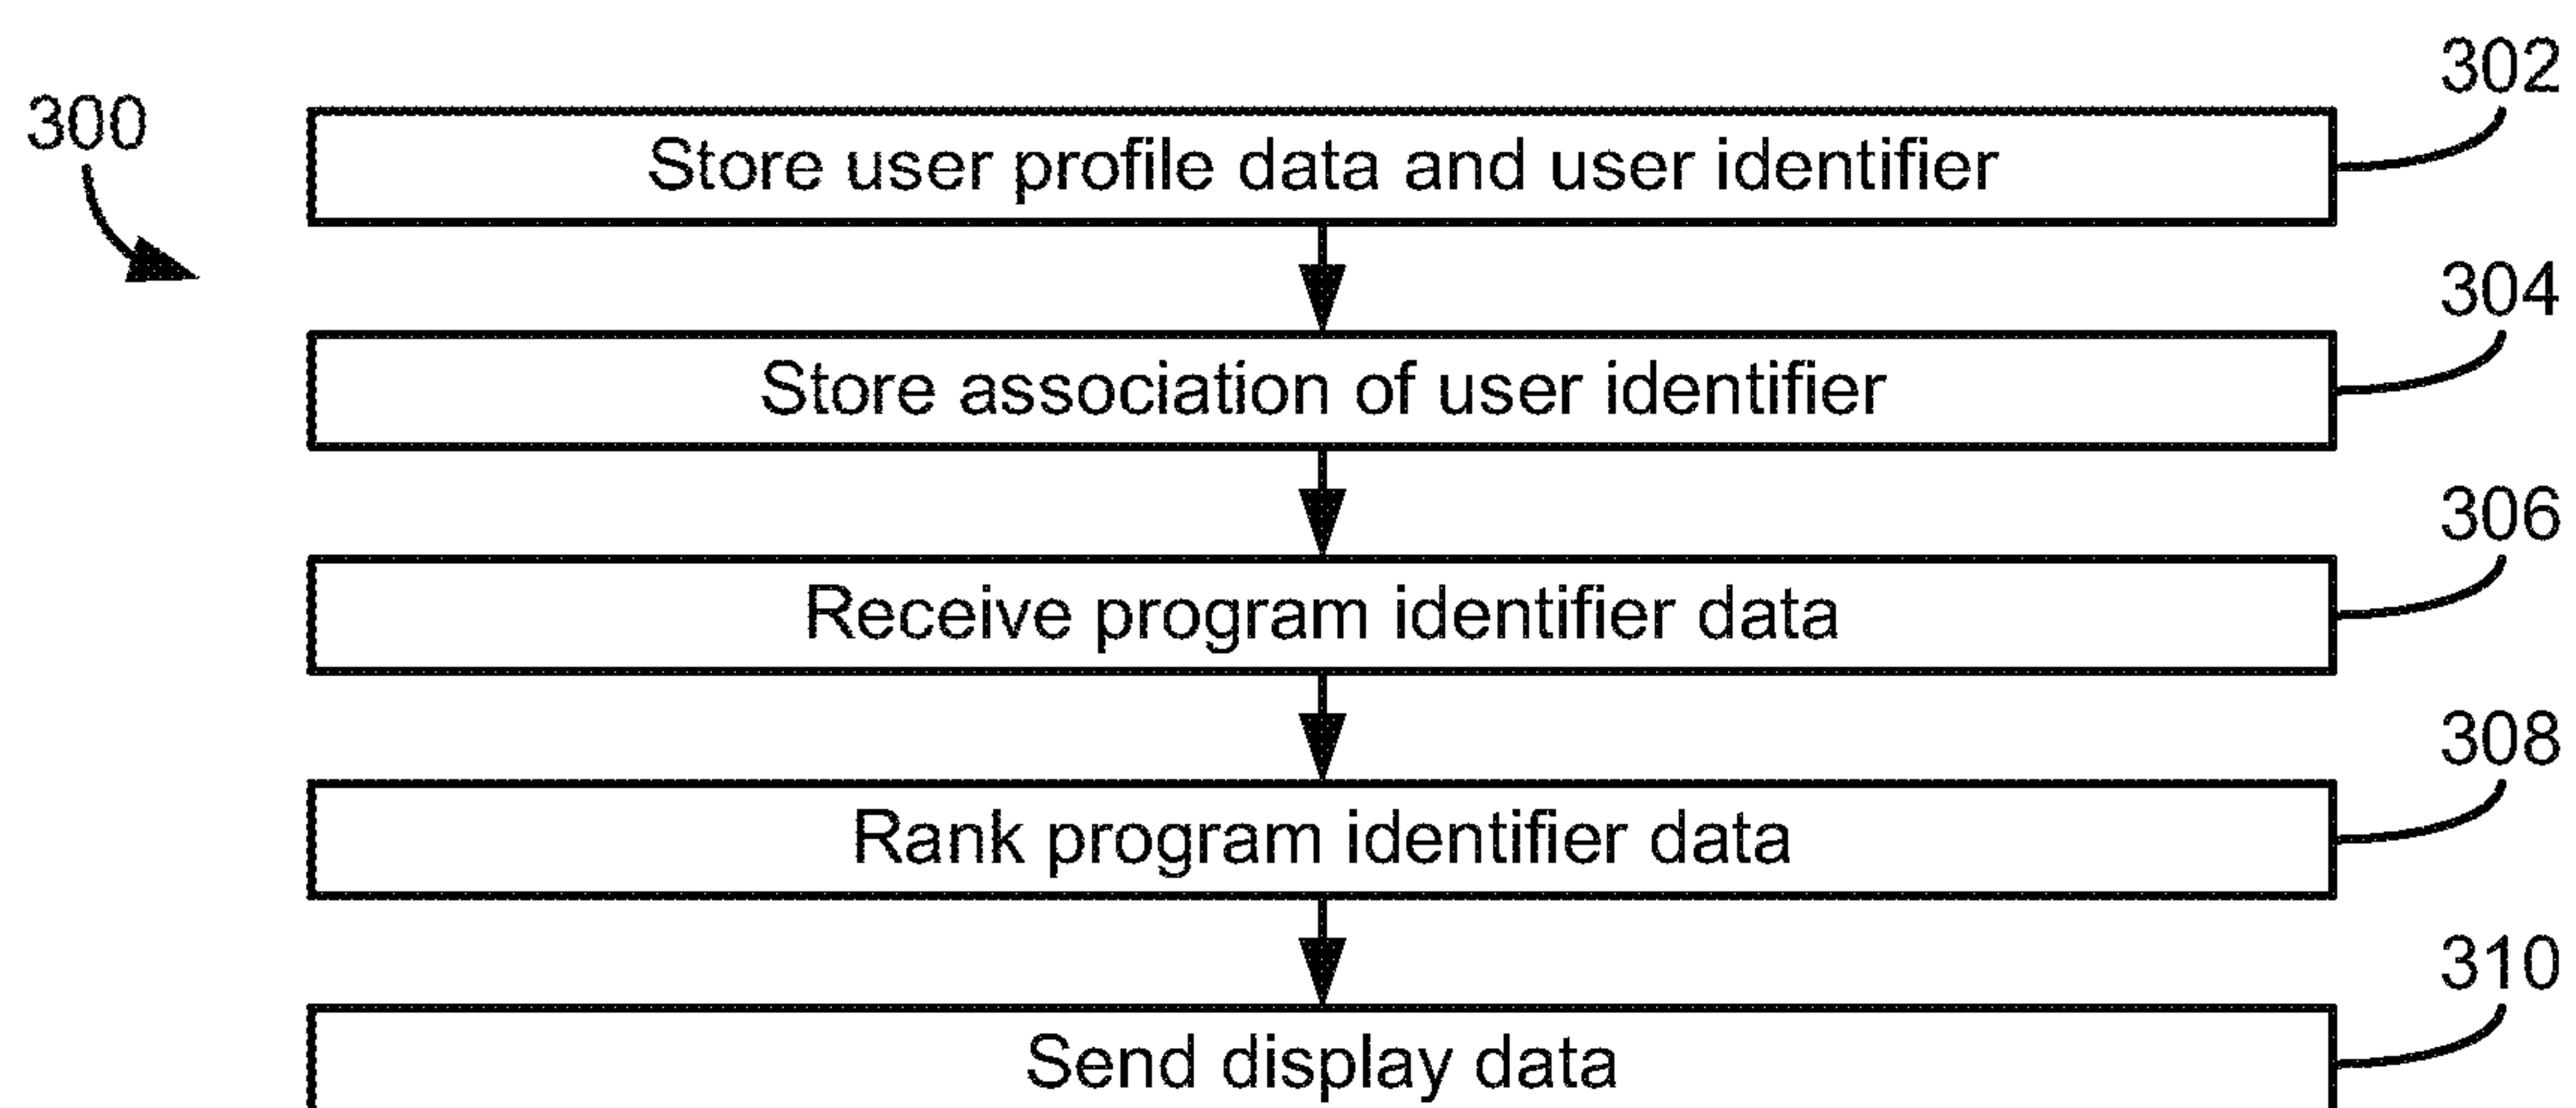 302
300
Store user profile data and user identifier
304
Store association of user identifier
306
Receive program identifier data
308
Rank program identifier data
310
Send display data